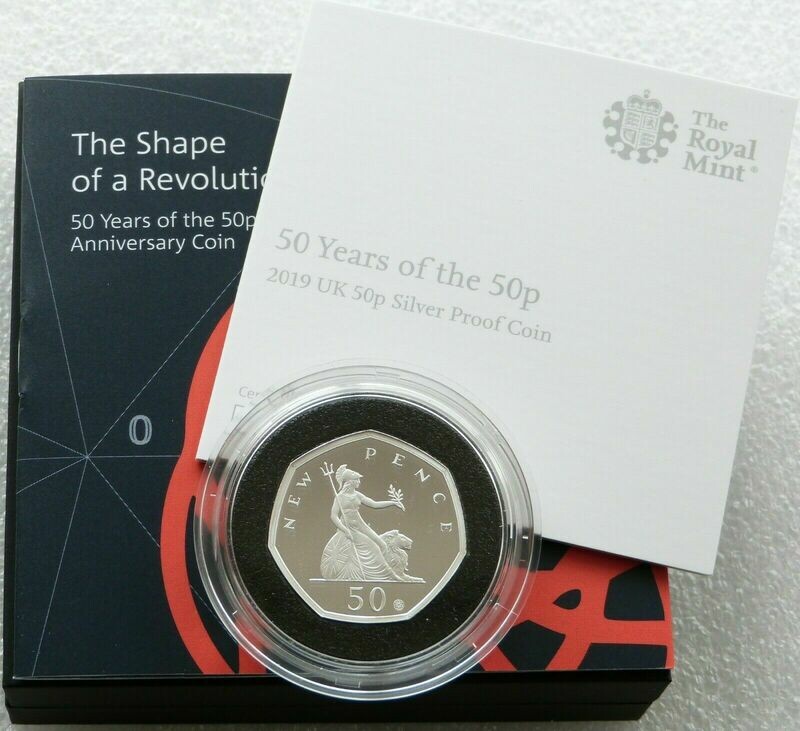 The Shape
of a Revolutio
50 Years of the 50p
Anniversary Coin
0
The
Royal
Mint®
50 Years of the 50p
2019 UK 50p Silver Proof Coin
NEW PENCE
50